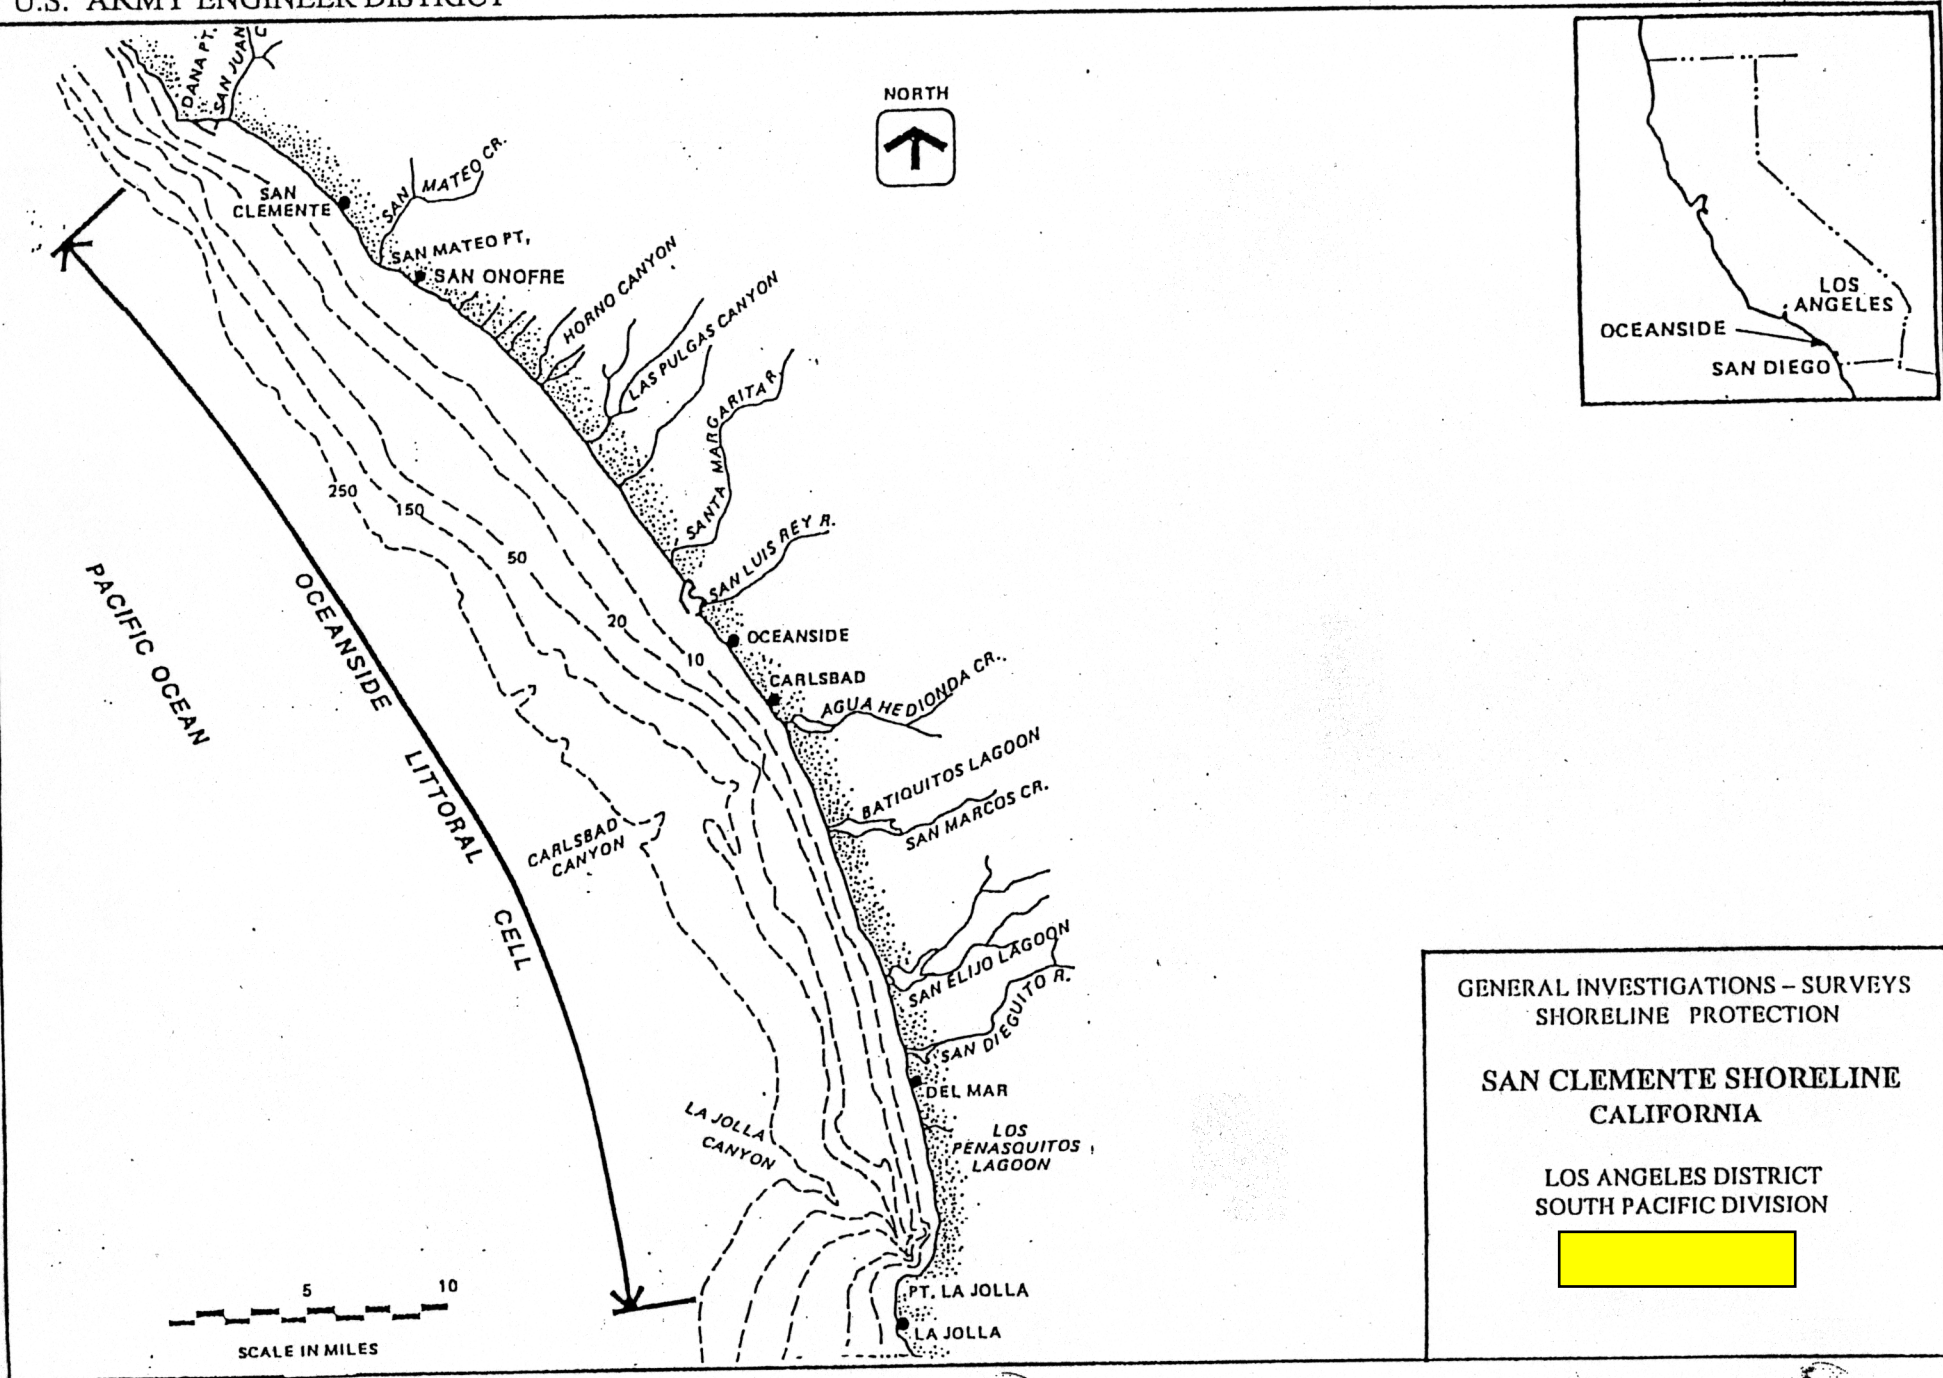 U.S. ARMY ENGINEER DISTRICT
DANA PT.
SAN JUAN
C
NORTH
SAN MATEO CR.
SAN
CLEMENTE
SAN MATEO PT,
SAN ONOFRE
HORNO CANYON
LAS PULGAS CANYON
SANTA MARGARITA R.
SAN LUIS REY R.
250
150
50
20
10
OCEANSIDE
CARLSBAD
AGUA HEDIONDA CR.
BATIQUITOS LAGOON
SAN MARCOS CR.
PACIFIC OCEAN
OCEANSIDE LITTORAL CELL
CARLSBAD
CANYON
SAN ELIJO LAGOON
SAN DIEGUITO R.
DEL MAR
LA JOLLA
CANYON
LOS
PENASQUITOS
LAGOON
PT. LA JOLLA
LA JOLLA
5 10
SCALE IN MILES
LOS
ANGELES
OCEANSIDE
SAN DIEGO
GENERAL INVESTIGATIONS – SURVEYS
SHORELINE PROTECTION
SAN CLEMENTE SHORELINE
CALIFORNIA
LOS ANGELES DISTRICT
SOUTH PACIFIC DIVISION